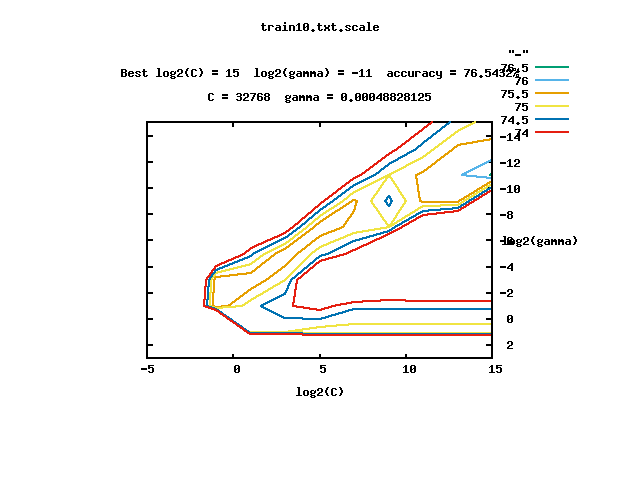 train10.txt.scale
"-"
Best log2(C) = 15 log2(gamma) = -11 accuracy = 76.5432%
C = 32768 gamma = 0.00048828125
76.5
76
75.5
75
74.5
74
-14
-12
-10
-8
-6
-4
-2
0
2
log2(gamma)
-5 0 5 10 15
log2(C)